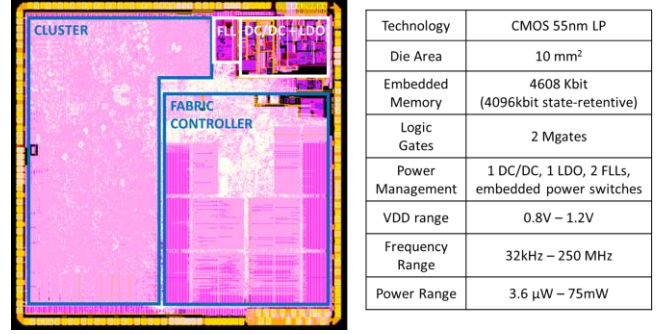 CLUSTER
FLL
DC/DC +LDO
FABRIC
CONTROLLER
Technology
CMOS 55nm LP
Die Area
10 mm²
Embedded
Memory
4608 Kbit
(4096kbit state-retentive)
Logic
Gates
2 Mgates
Power
Management
1 DC/DC, 1 LDO, 2 FLLs,
embedded power switches
VDD range
0.8V – 1.2V
Frequency
Range
32kHz – 250 MHz
Power Range
3.6 µW – 75mW